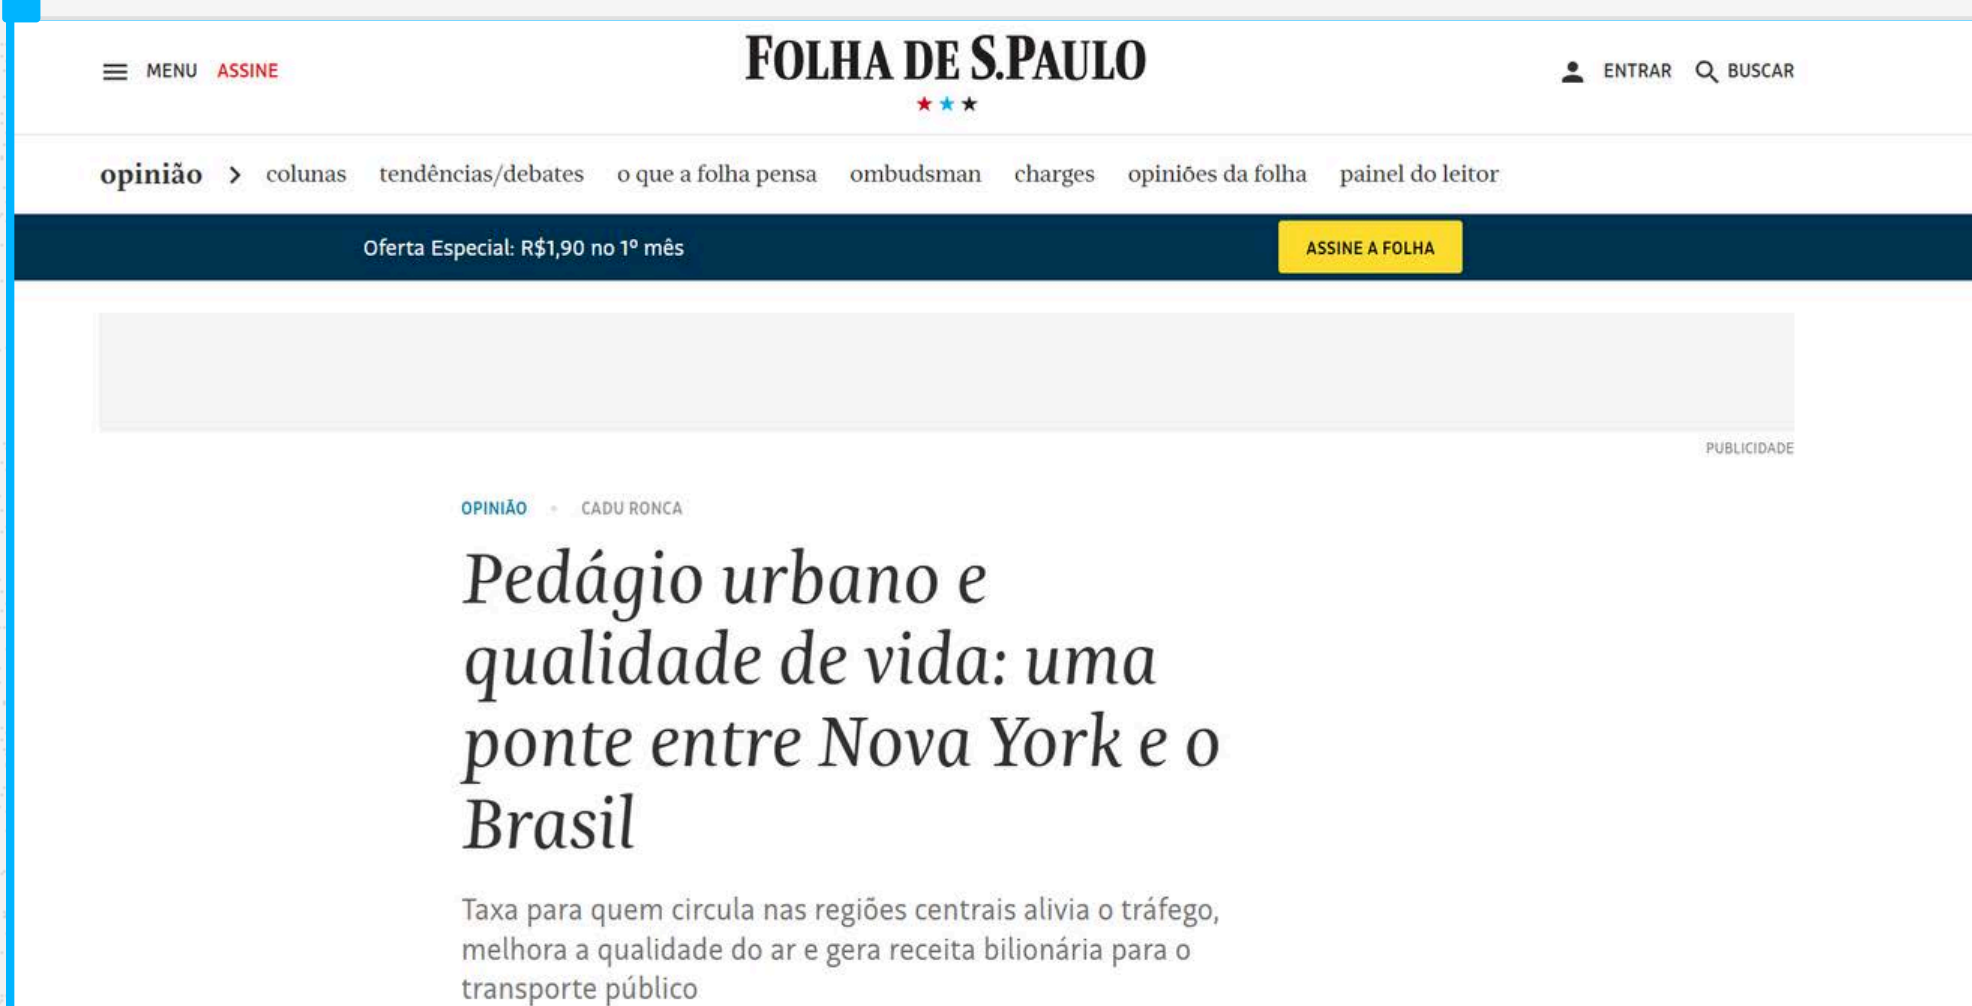 MENU ASSINE
FOLHA DE S.PAULO
ENTRAR BUSCAR
opinião > colunas tendências/debates o que a folha pensa ombudsman charges opiniões da folha painel do leitor
Oferta Especial: R$1,90 no 1º mês
ASSINE A FOLHA
PUBLICIDADE
OPINIÃO • CADU RONCA
Pedágio urbano e
qualidade de vida: uma
ponte entre Nova York e o
Brasil
Taxa para quem circula nas regiões centrais alivia o tráfego,
melhora a qualidade do ar e gera receita bilionária para o
transporte público